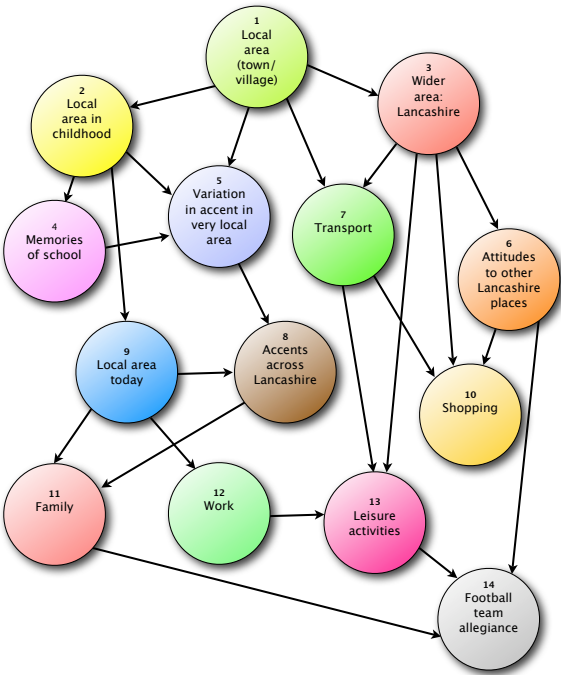 1
Local
area
(town/
village)
2
Local
area in
childhood
3
Wider
area:
Lancashire
4
Memories
of school
5
Variation
in accent in
very local
area
6
Attitudes
to other
Lancashire
places
7
Transport
8
Accents
across
Lancashire
9
Local area
today
10
Shopping
11
Family
12
Work
13
Leisure
activities
14
Football
team
allegiance